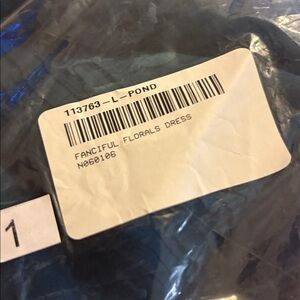 113763-L-POND
FANCIFUL FLORALS DRESS
N060106
1